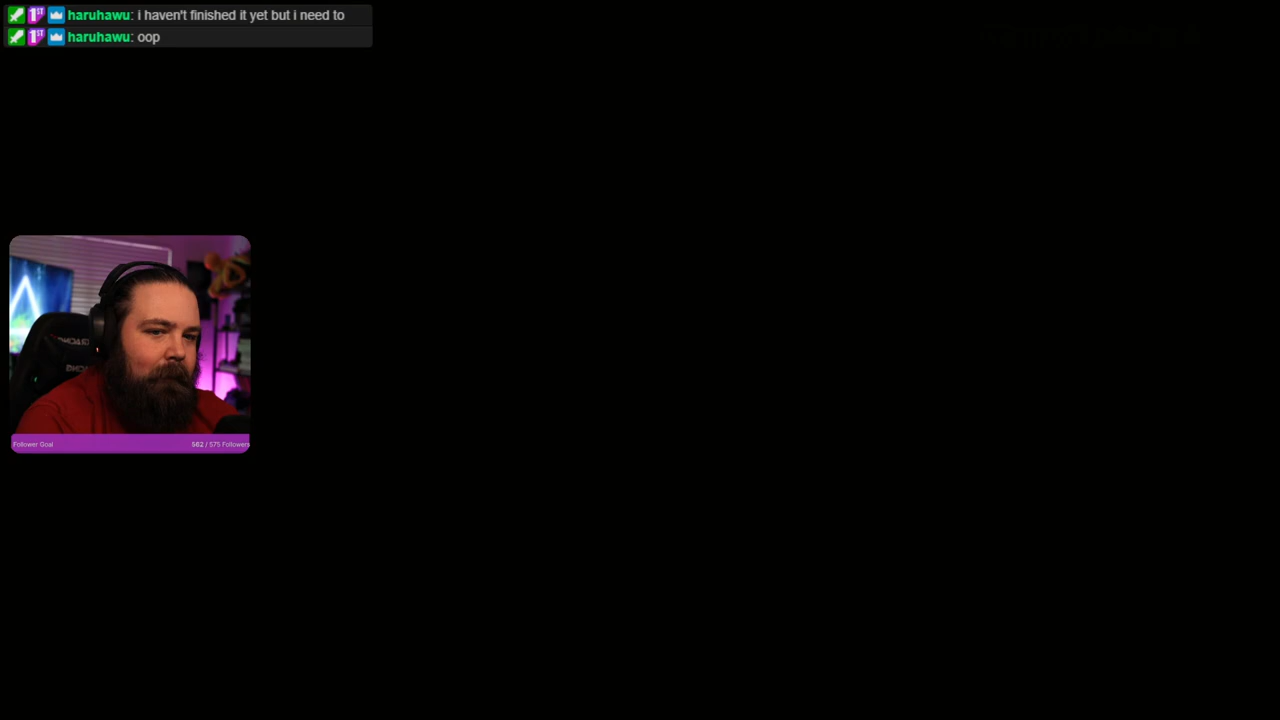 haruhawu: i haven't finished it yet but i need to
haruhawu: oop
Follower Goal 562 / 575 Followers